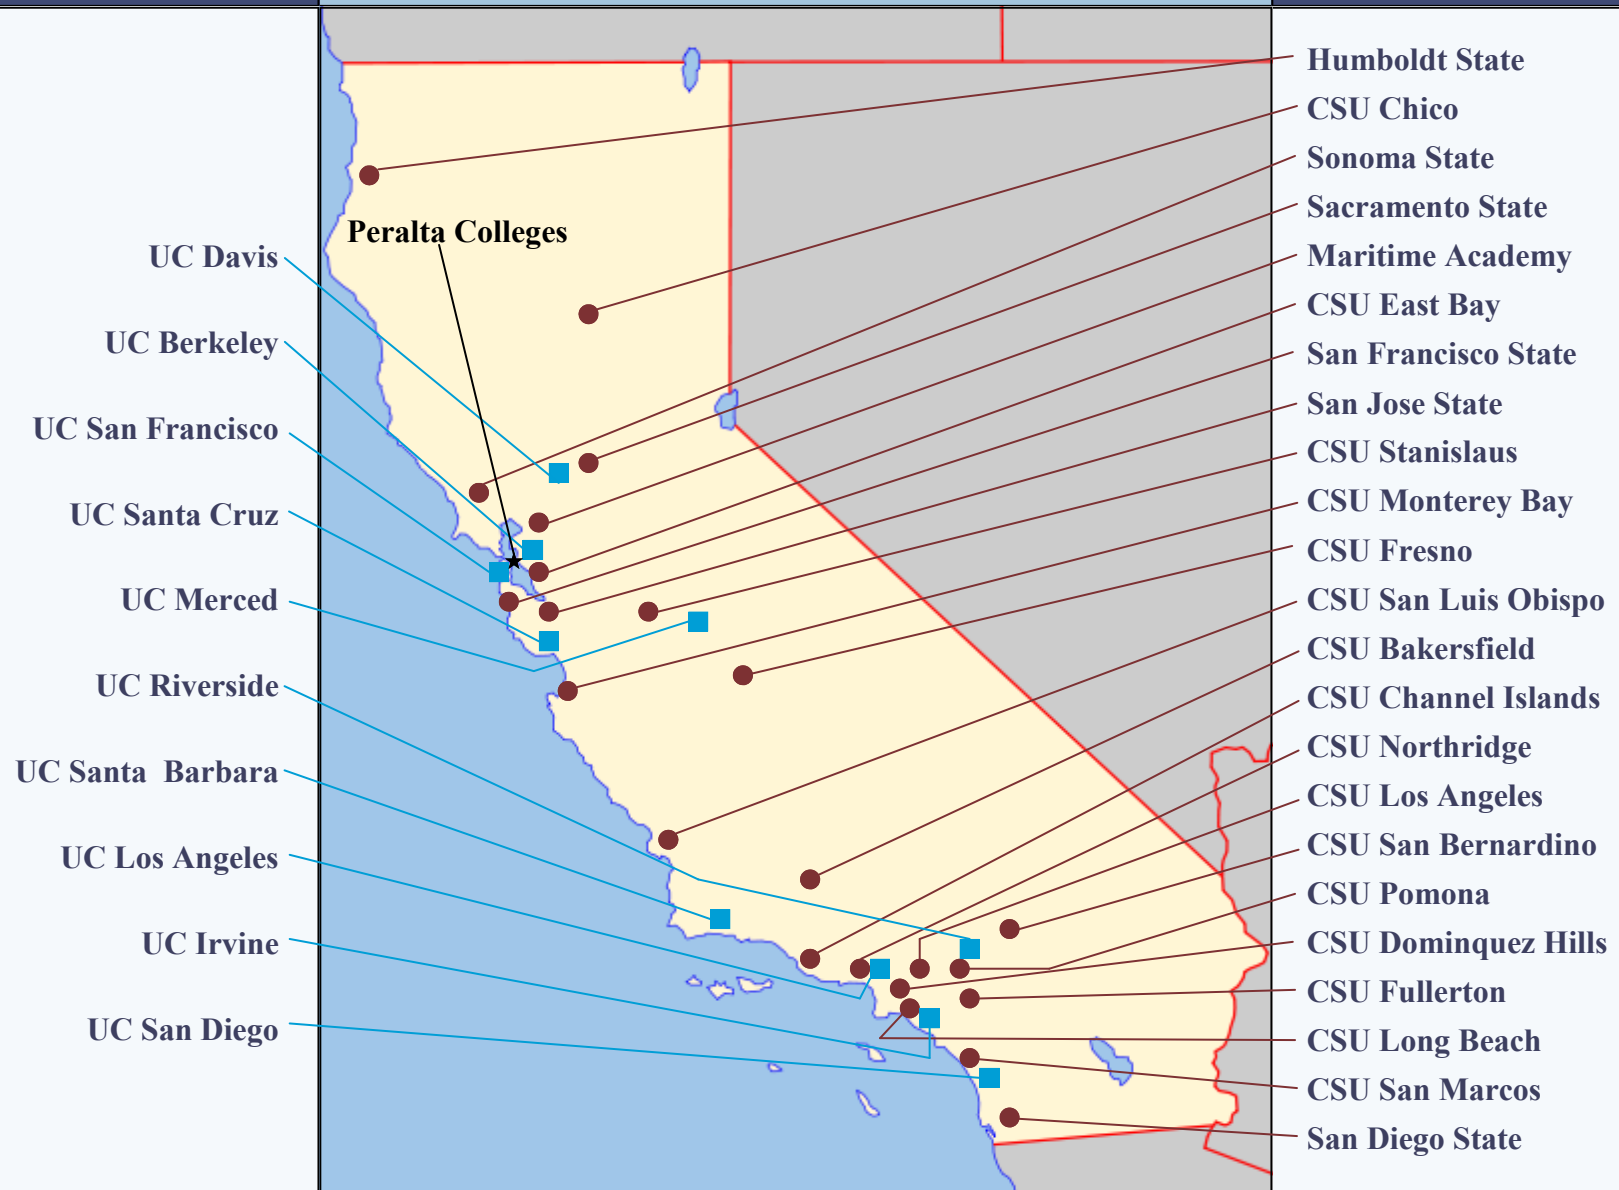 Peralta Colleges
UC Davis
UC Berkeley
UC San Francisco
UC Santa Cruz
UC Merced
UC Riverside
UC Santa  Barbara
UC Los Angeles
UC Irvine
UC San Diego
Humboldt State
CSU Chico
Sonoma State
Sacramento State
Maritime Academy
CSU East Bay
San Francisco State
San Jose State
CSU Stanislaus
CSU Monterey Bay
CSU Fresno
CSU San Luis Obispo
CSU Bakersfield
CSU Channel Islands
CSU Northridge
CSU Los Angeles
CSU San Bernardino
CSU Pomona
CSU Dominquez Hills
CSU Fullerton
CSU Long Beach
CSU San Marcos
San Diego State